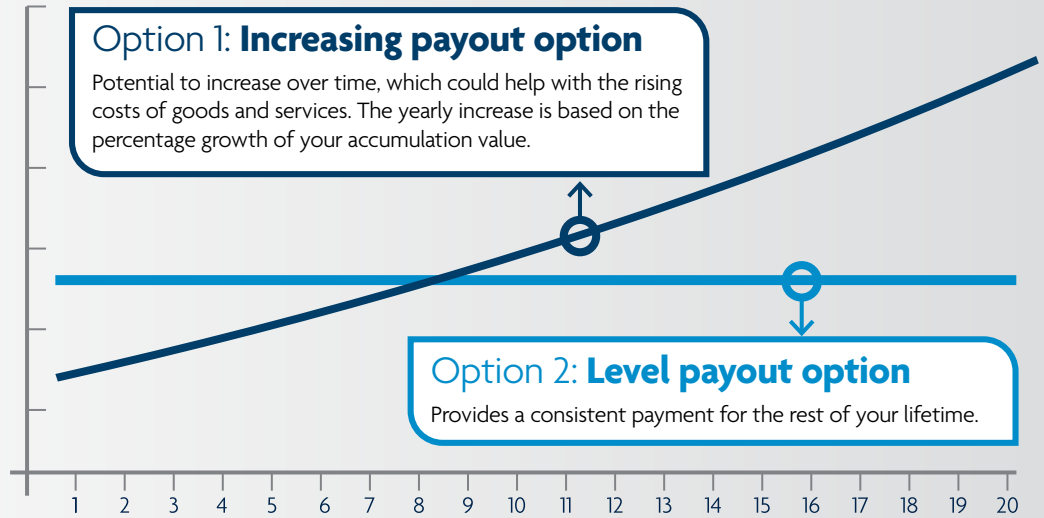 Option 1: Increasing payout option
Potential to increase over time, which could help with the rising
costs of goods and services. The yearly increase is based on the
percentage growth of your accumulation value.
Option 2: Level payout option
Provides a consistent payment for the rest of your lifetime.
1 2 3 4 5 6 7 8 9 10 11 12 13 14 15 16 17 18 19 20